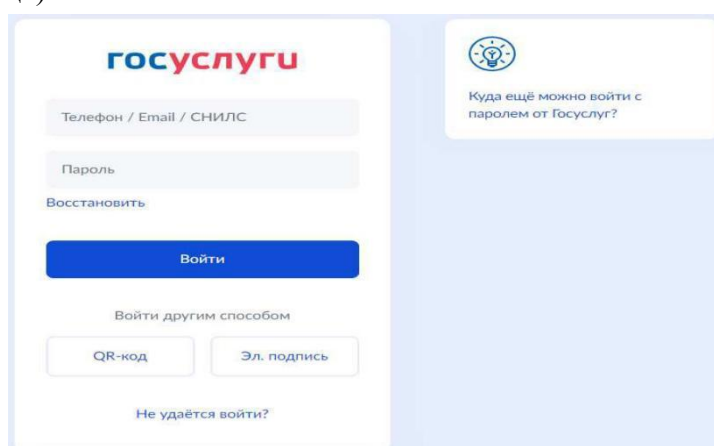 госуслуги
Телефон / Email / СНИЛС
Пароль
Восстановить
Войти
Войти другим способом
QR-код
Эл. подпись
Не удаётся войти?
Куда ещё можно войти с
паролем от Госуслуг?